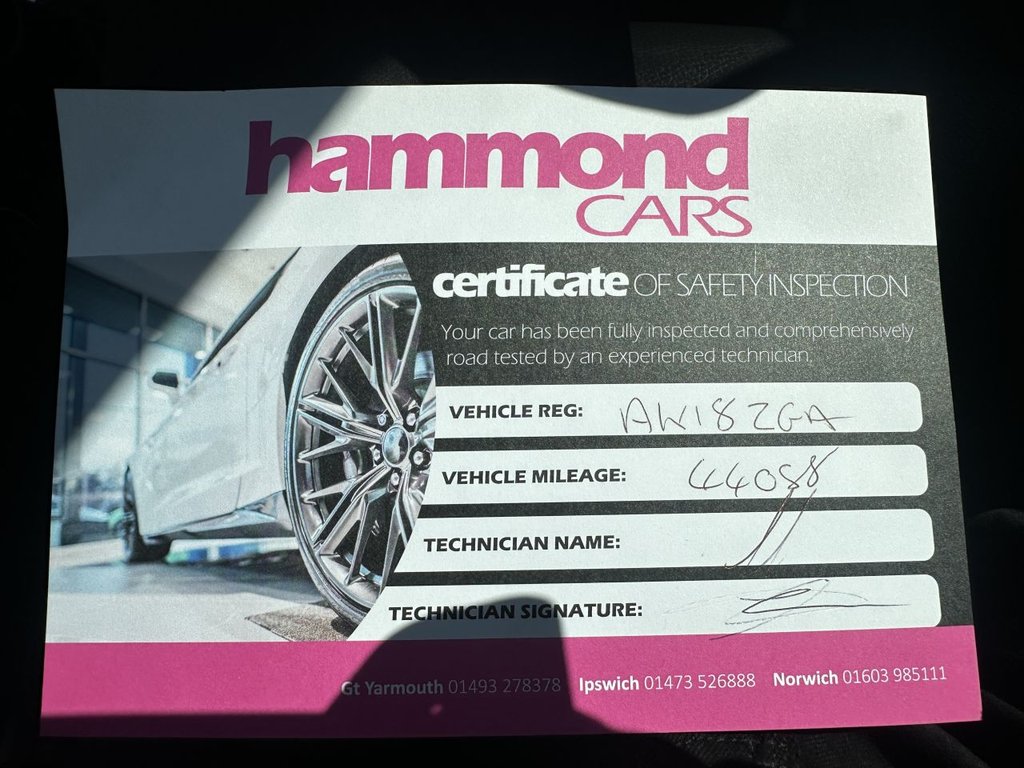 hammond
CARS
certificate OF SAFETY INSPECTION
Your car has been fully inspected and comprehensively
road tested by an experienced technician.
VEHICLE REG: AW18 ZGA
VEHICLE MILEAGE: 44088
TECHNICIAN NAME:
TECHNICIAN SIGNATURE:
Gt Yarmouth 01493 278378 Ipswich 01473 526888 Norwich 01603 985111